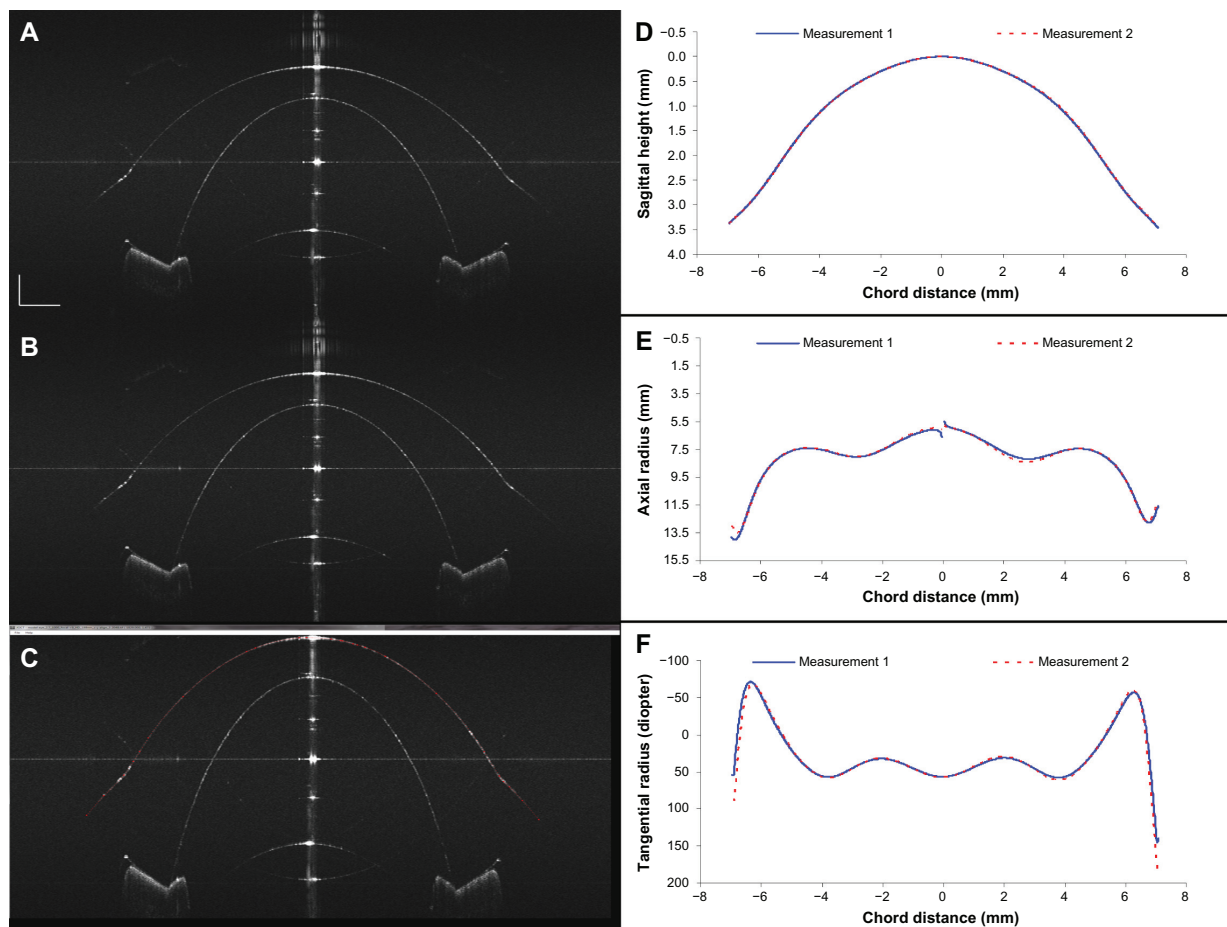 A
B
C
D
Measurement 1
Measurement 2
Sagittal height (mm)
−0.5
0.0
0.5
1.0
1.5
2.0
2.5
3.0
3.5
4.0
−8 −6 −4 −2 0 2 4 6 8
Chord distance (mm)
E
Measurement 1
Measurement 2
Axial radius (mm)
−0.5
1.5
3.5
5.5
7.5
9.5
11.5
13.5
15.5
−8 −6 −4 −2 0 2 4 6 8
Chord distance (mm)
F
Measurement 1
Measurement 2
Tangential radius (diopter)
−100
−50
0
50
100
150
200
−8 −6 −4 −2 0 2 4 6 8
Chord distance (mm)